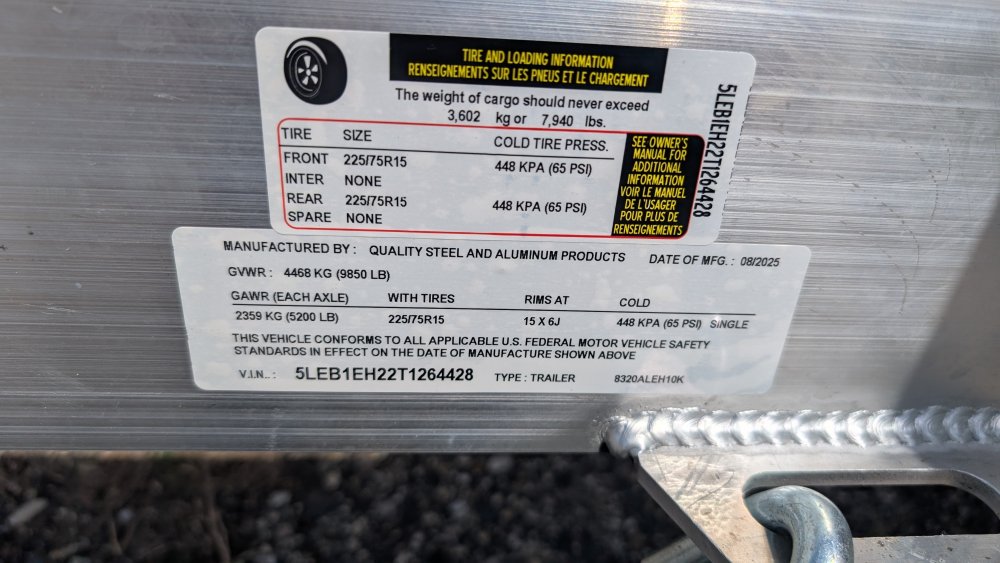 TIRE AND LOADING INFORMATION
RENSEIGNEMENTS SUR LES PNEUS ET LE CHARGEMENT
The weight of cargo should never exceed
3,602 kg or 7,940 lbs.
TIRE SIZE COLD TIRE PRESS.
FRONT 225/75R15 448 KPA (65 PSI)
INTER NONE
REAR 225/75R15 448 KPA (65 PSI)
SPARE NONE
SEE OWNER'S
MANUAL FOR
ADDITIONAL
INFORMATION
VOIR LE MANUEL
DE L'USAGER
POUR PLUS DE
RENSEIGNEMENTS
5LEB1EH22T1264428
MANUFACTURED BY : QUALITY STEEL AND ALUMINUM PRODUCTS DATE OF MFG. : 08/2025
GVWR : 4468 KG (9850 LB)
GAWR (EACH AXLE) WITH TIRES RIMS AT COLD
2359 KG (5200 LB) 225/75R15 15 X 6J 448 KPA (65 PSI) SINGLE
THIS VEHICLE CONFORMS TO ALL APPLICABLE U.S. FEDERAL MOTOR VEHICLE SAFETY
STANDARDS IN EFFECT ON THE DATE OF MANUFACTURE SHOWN ABOVE
V.I.N.. : 5LEB1EH22T1264428 TYPE : TRAILER 8320ALEH10K